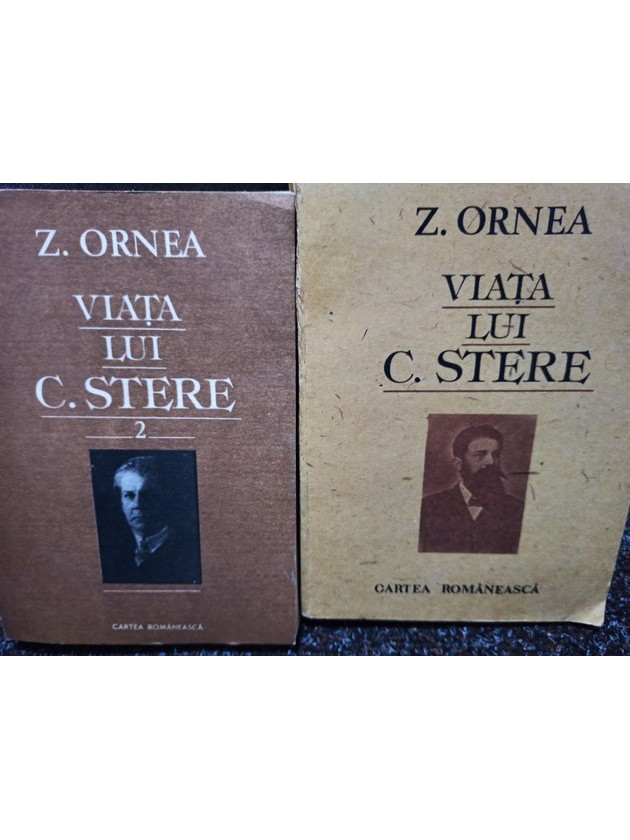 Z. ORNEA
VIAȚA
LUI
C. STERE
2
CARTEA ROMÂNEASCĂ
Z. ORNEA
VIAȚA
LUI
C. STERE
CARTEA ROMÂNEASCĂ